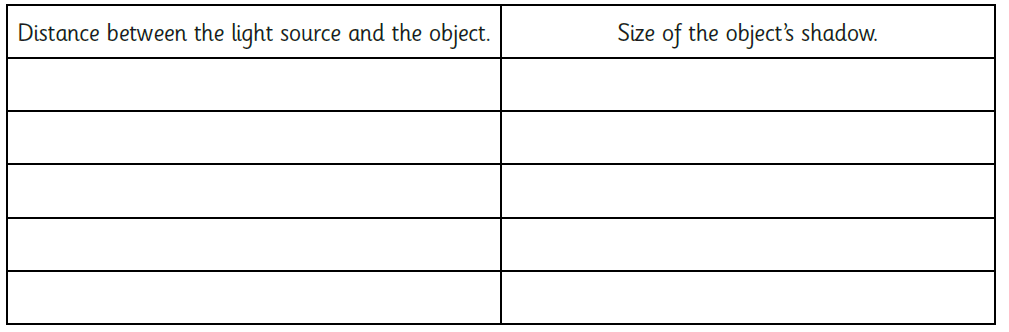 Distance between the light source and the object.
Size of the object’s shadow.